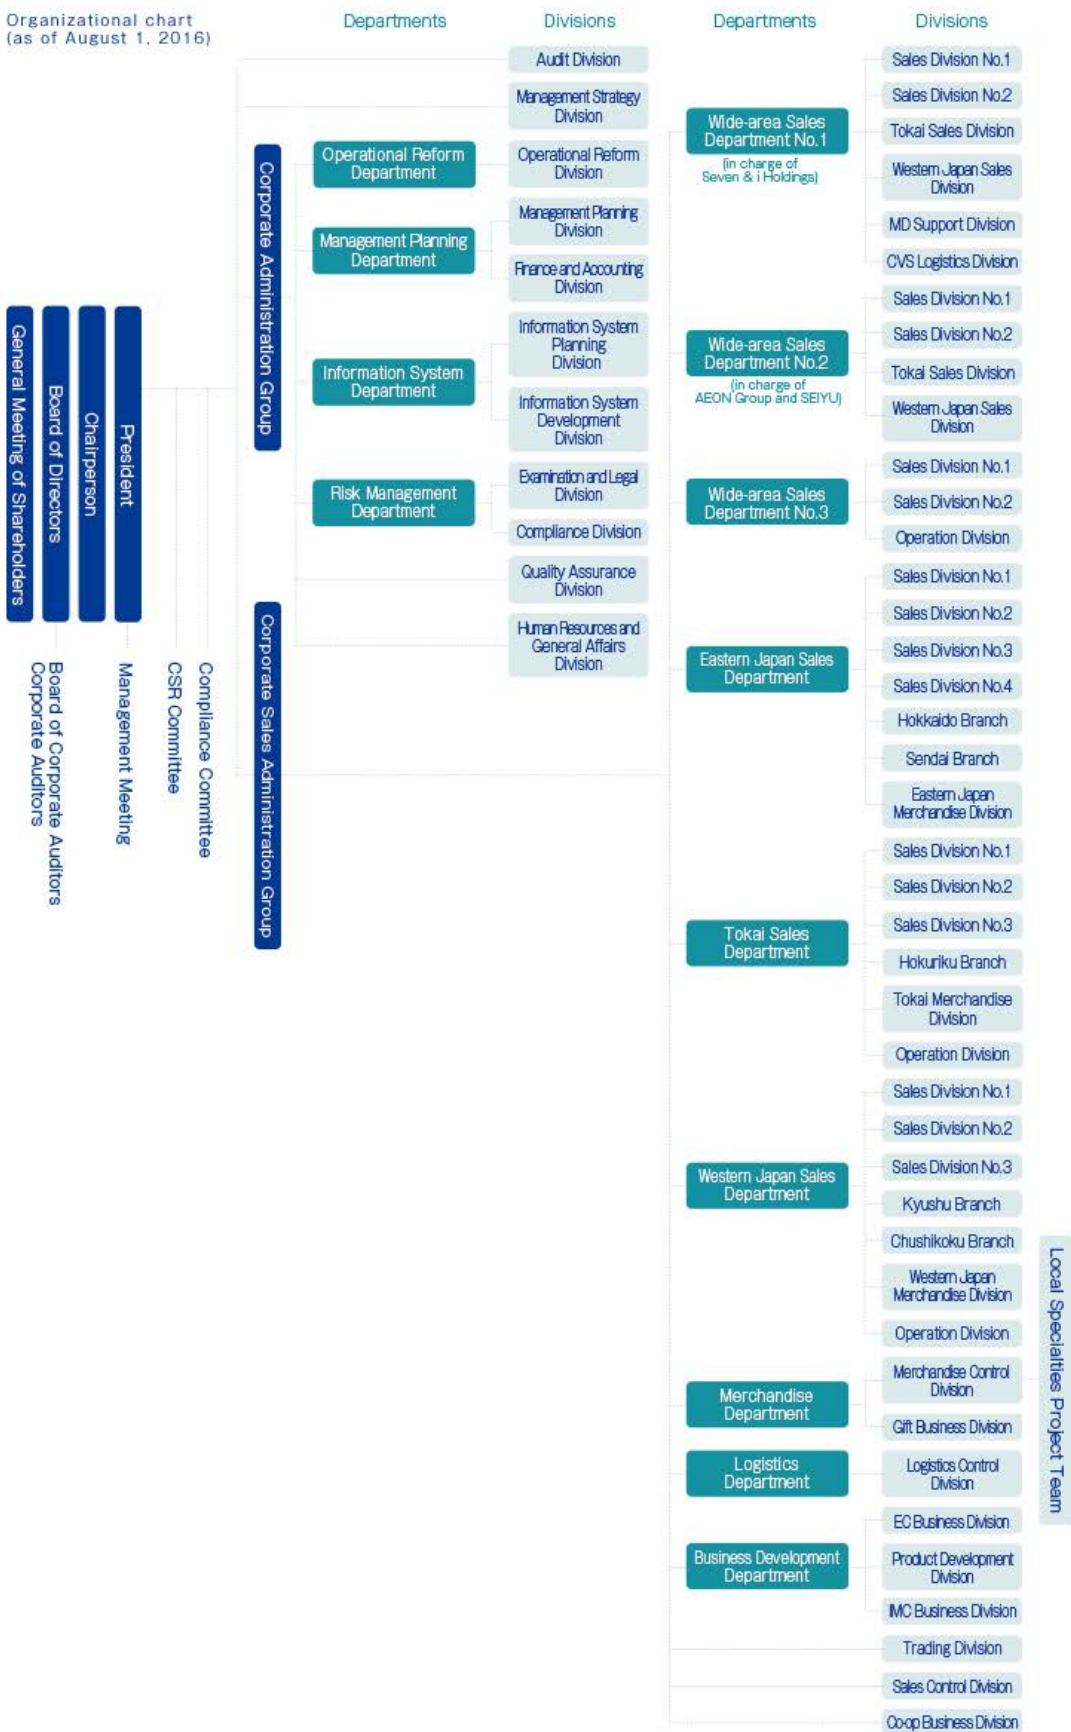 Organizational chart
(as of August 1, 2016)
Departments
Divisions
Departments
Divisions
General Meeting of Shareholders
Board of Directors
Chairperson
President
Board of Corporate Auditors
Corporate Auditors
Management Meeting
CSR Committee
Compliance Committee
Corporate Administration Group
Corporate Sales Administration Group
Audit Division
Management Strategy
Division
Operational Reform
Department
Operational Reform
Division
Management Planning
Department
Management Planning
Division
Finance and Accounting
Division
Information System
Department
Information System
Planning
Division
Information System
Development
Division
Risk Management
Department
Examination and Legal
Division
Compliance Division
Quality Assurance
Division
Human Resources and
General Affairs
Division
Wide-area Sales
Department No.1
(in charge of
Seven & i Holdings)
Sales Division No.1
Sales Division No.2
Tokai Sales Division
Western Japan Sales
Division
MD Support Division
CVS Logistics Division
Wide-area Sales
Department No.2
(in charge of
AEON Group and SEIYU)
Sales Division No.1
Sales Division No.2
Tokai Sales Division
Western Japan Sales
Division
Wide-area Sales
Department No.3
Sales Division No.1
Sales Division No.2
Operation Division
Eastern Japan Sales
Department
Sales Division No.1
Sales Division No.2
Sales Division No.3
Sales Division No.4
Hokkaido Branch
Sendai Branch
Eastern Japan
Merchandise Division
Tokai Sales
Department
Sales Division No.1
Sales Division No.2
Sales Division No.3
Hokuriku Branch
Tokai Merchandise
Division
Operation Division
Western Japan Sales
Department
Sales Division No.1
Sales Division No.2
Sales Division No.3
Kyushu Branch
Chushikoku Branch
Western Japan
Merchandise Division
Operation Division
Merchandise
Department
Merchandise Control
Division
Gift Business Division
Local Specialties Project Team
Logistics
Department
Logistics Control
Division
Business Development
Department
EC Business Division
Product Development
Division
IMC Business Division
Trading Division
Sales Control Division
Co-op Business Division